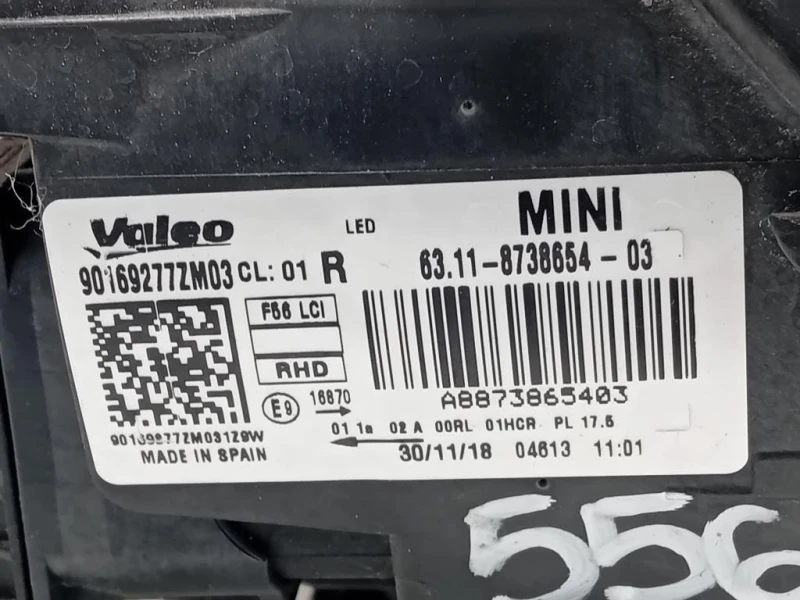 Valeo LED MINI
90169277ZM03 CL: 01 R 63.11-8738654-03
F56 LCI
RHD
A8873865403
E9 16870
01 1a 02 A 00RL 01HCR PL 17.5
90169277ZM031Z9W
MADE IN SPAIN 30/11/18 04613 11:01
556